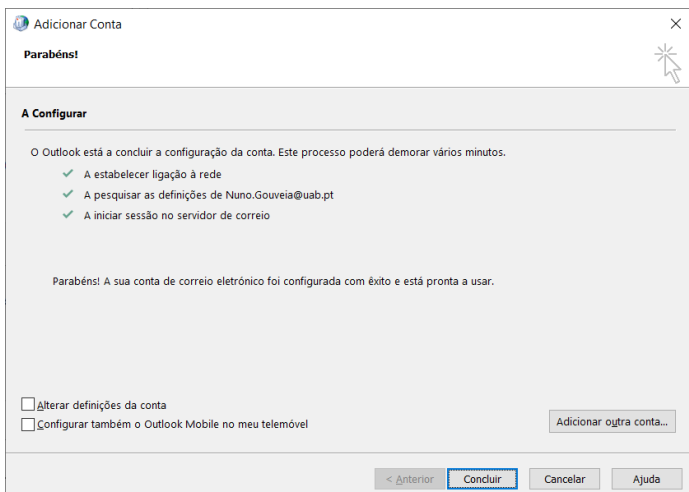 Adicionar Conta
Parabéns!
A Configurar
O Outlook está a concluir a configuração da conta. Este processo poderá demorar vários minutos.
A estabelecer ligação à rede
A pesquisar as definições de Nuno.Gouveia@uab.pt
A iniciar sessão no servidor de correio
Parabéns! A sua conta de correio eletrónico foi configurada com êxito e está pronta a usar.
Alterar definições da conta
Configurar também o Outlook Mobile no meu telemóvel
Adicionar outra conta...
< Anterior
Concluir
Cancelar
Ajuda